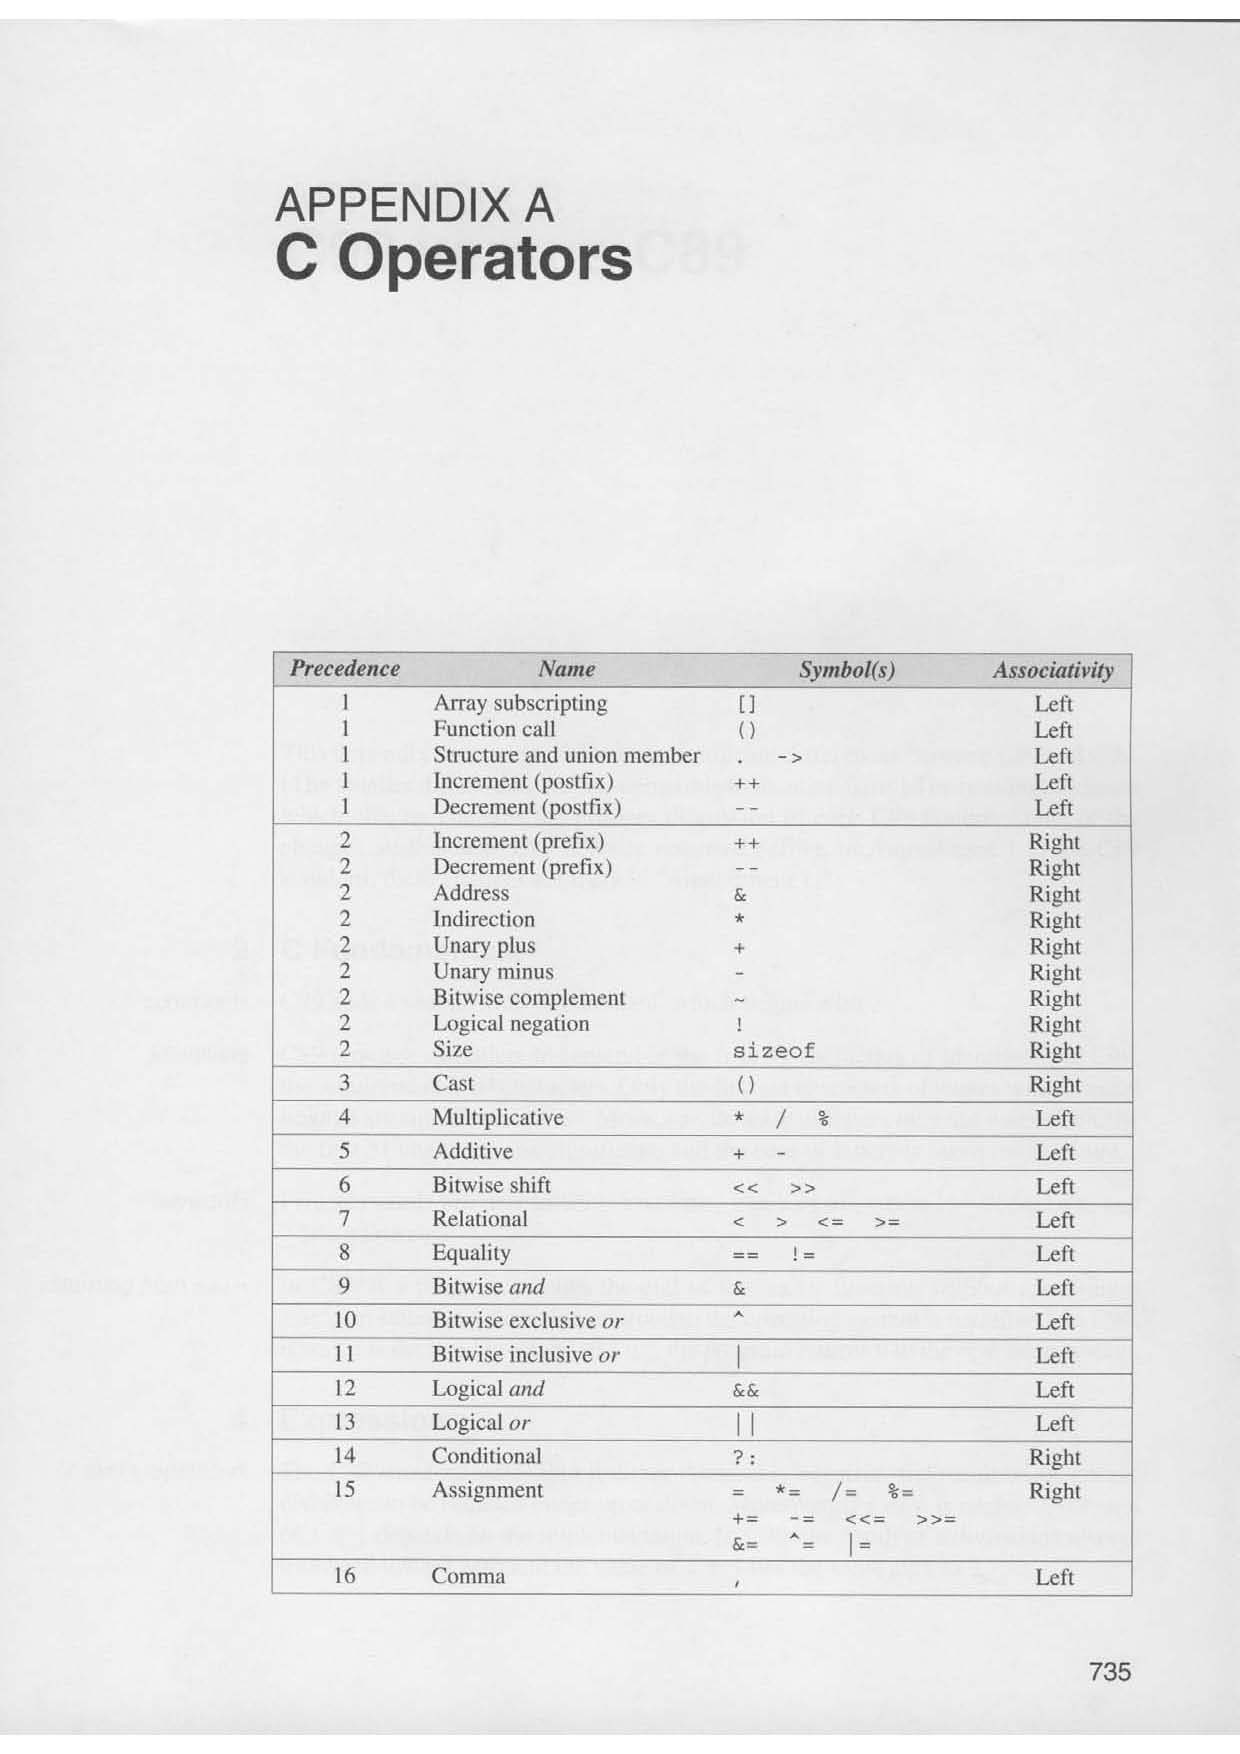 APPENDIX A
C Operators
Precedence Name Symbol(s) Associativity
1 Array subscripting [] Left
1 Function call () Left
1 Structure and union member . -> Left
1 Increment (postfix) ++ Left
1 Decrement (postfix) -- Left
2 Increment (prefix) ++ Right
2 Decrement (prefix) -- Right
2 Address & Right
2 Indirection * Right
2 Unary plus + Right
2 Unary minus - Right
2 Bitwise complement ~ Right
2 Logical negation ! Right
2 Size sizeof Right
3 Cast () Right
4 Multiplicative * / % Left
5 Additive + - Left
6 Bitwise shift << >> Left
7 Relational < > <= >= Left
8 Equality == != Left
9 Bitwise and & Left
10 Bitwise exclusive or ^ Left
11 Bitwise inclusive or | Left
12 Logical and && Left
13 Logical or || Left
14 Conditional ?: Right
15 Assignment = *= /= %= Right
+= -= <<= >>=
&= ^= |=
16 Comma , Left
735